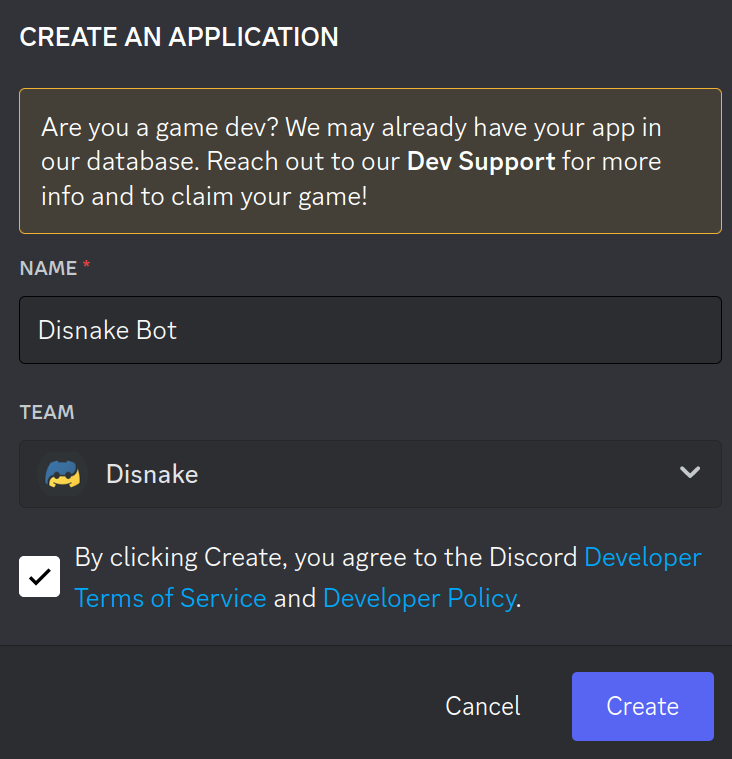 CREATE AN APPLICATION
Are you a game dev? We may already have your app in
our database. Reach out to our Dev Support for more
info and to claim your game!
NAME *
Disnake Bot
TEAM
Disnake
By clicking Create, you agree to the Discord Developer
Terms of Service and Developer Policy.
Cancel
Create